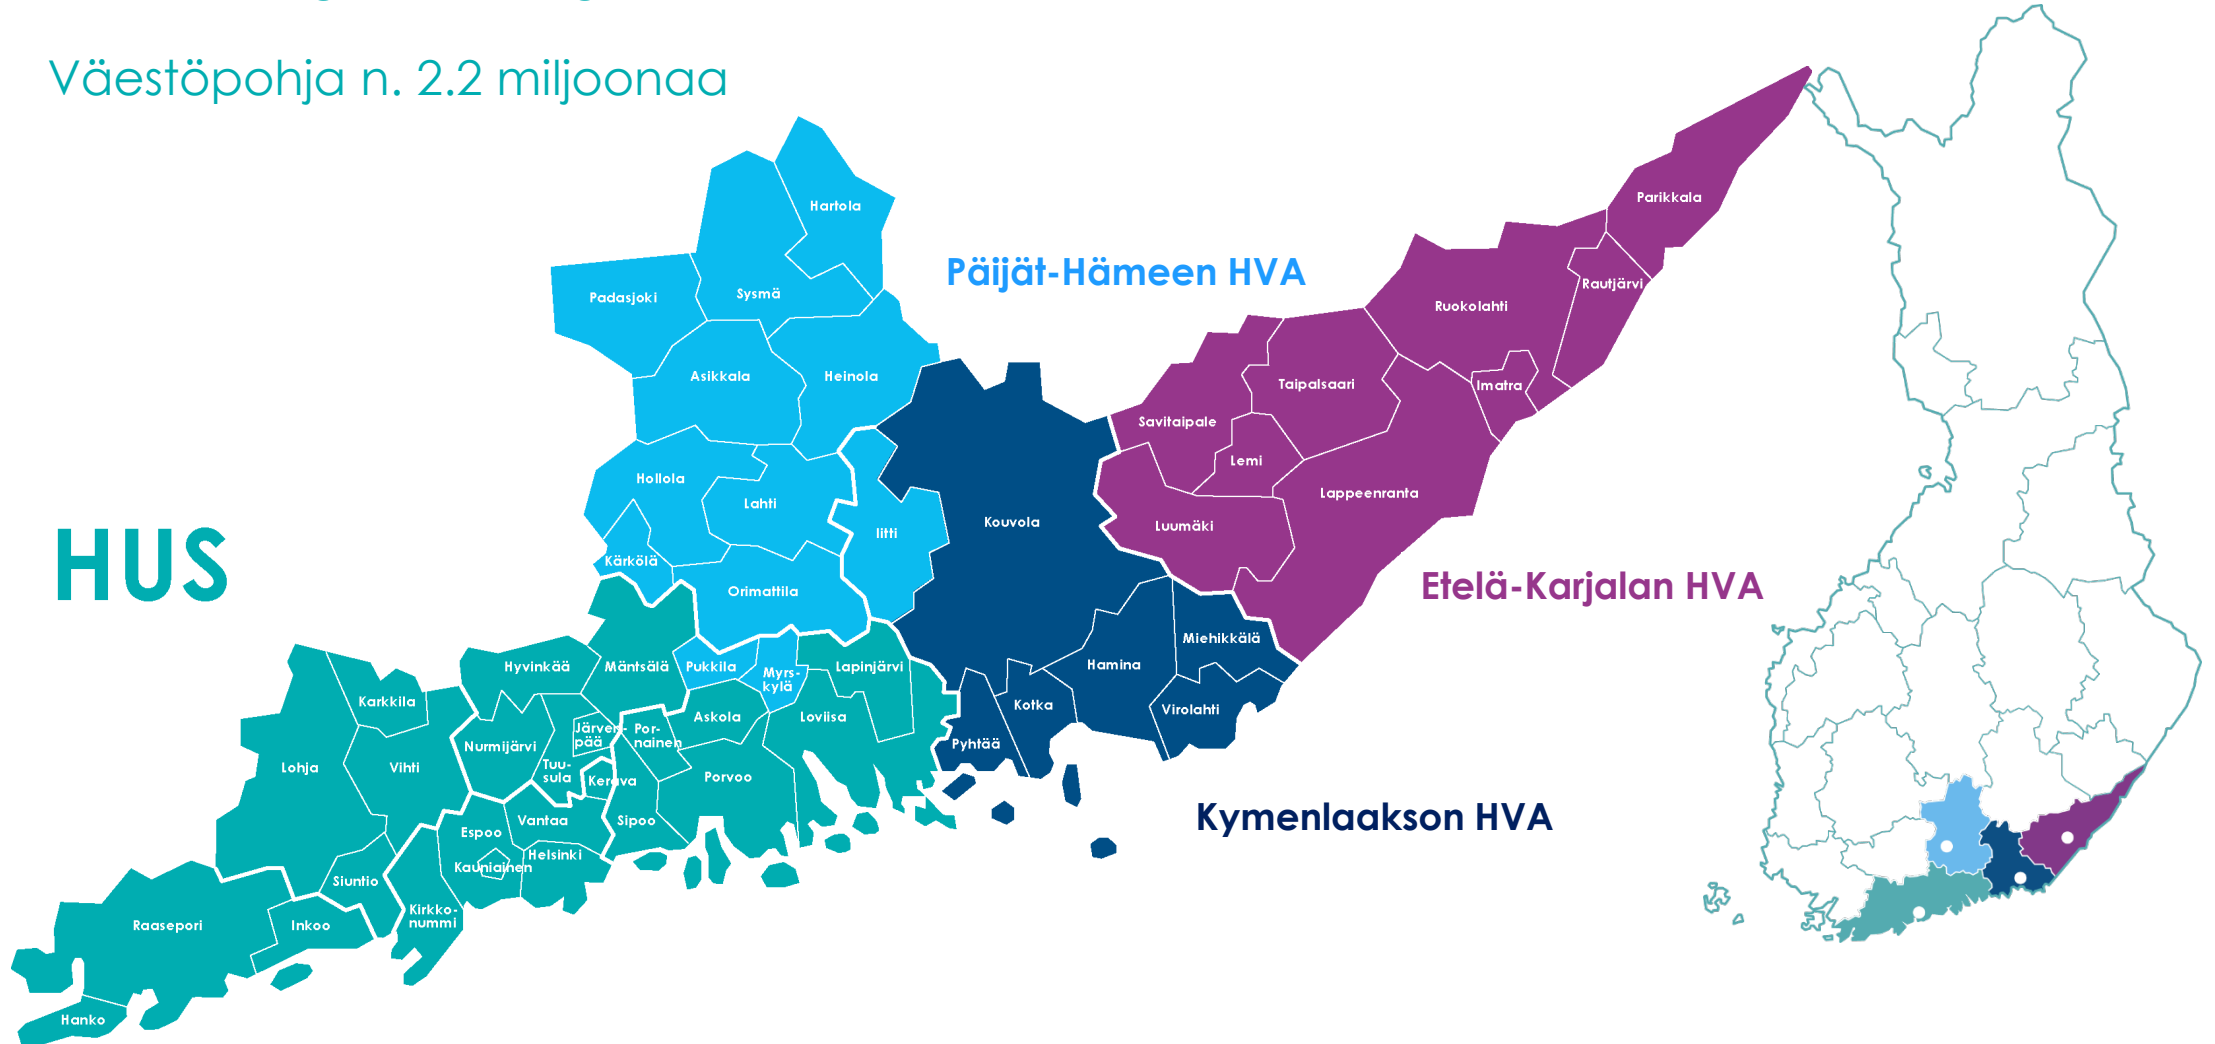 Väestöpohja n. 2.2 miljoonaa
Hartola
Parikkala
Päijät-Hämeen HVA
Padasjoki
Sysmä
Rautjärvi
Ruokolahti
Asikkala
Heinola
Taipalsaari
Imatra
Savitaipale
Lemi
Hollola
Lahti
Lappeenranta
Kouvola
Luumäki
Iitti
HUS
Kärkölä
Orimattila
Etelä-Karjalan HVA
Miehikkälä
Hyvinkää
Mäntsälä
Pukkila
Myrs-
kylä
Lapinjärvi
Hamina
Karkkila
Askola
Loviisa
Kotka
Virolahti
Järven-
pää
Por-
nainen
Nurmijärvi
Pyhtää
Lohja
Vihti
Tuu-
sula
Kerava
Porvoo
Espoo
Vantaa
Sipoo
Kymenlaakson HVA
Helsinki
Kauniainen
Siuntio
Kirkko-
nummi
Raasepori
Inkoo
Hanko